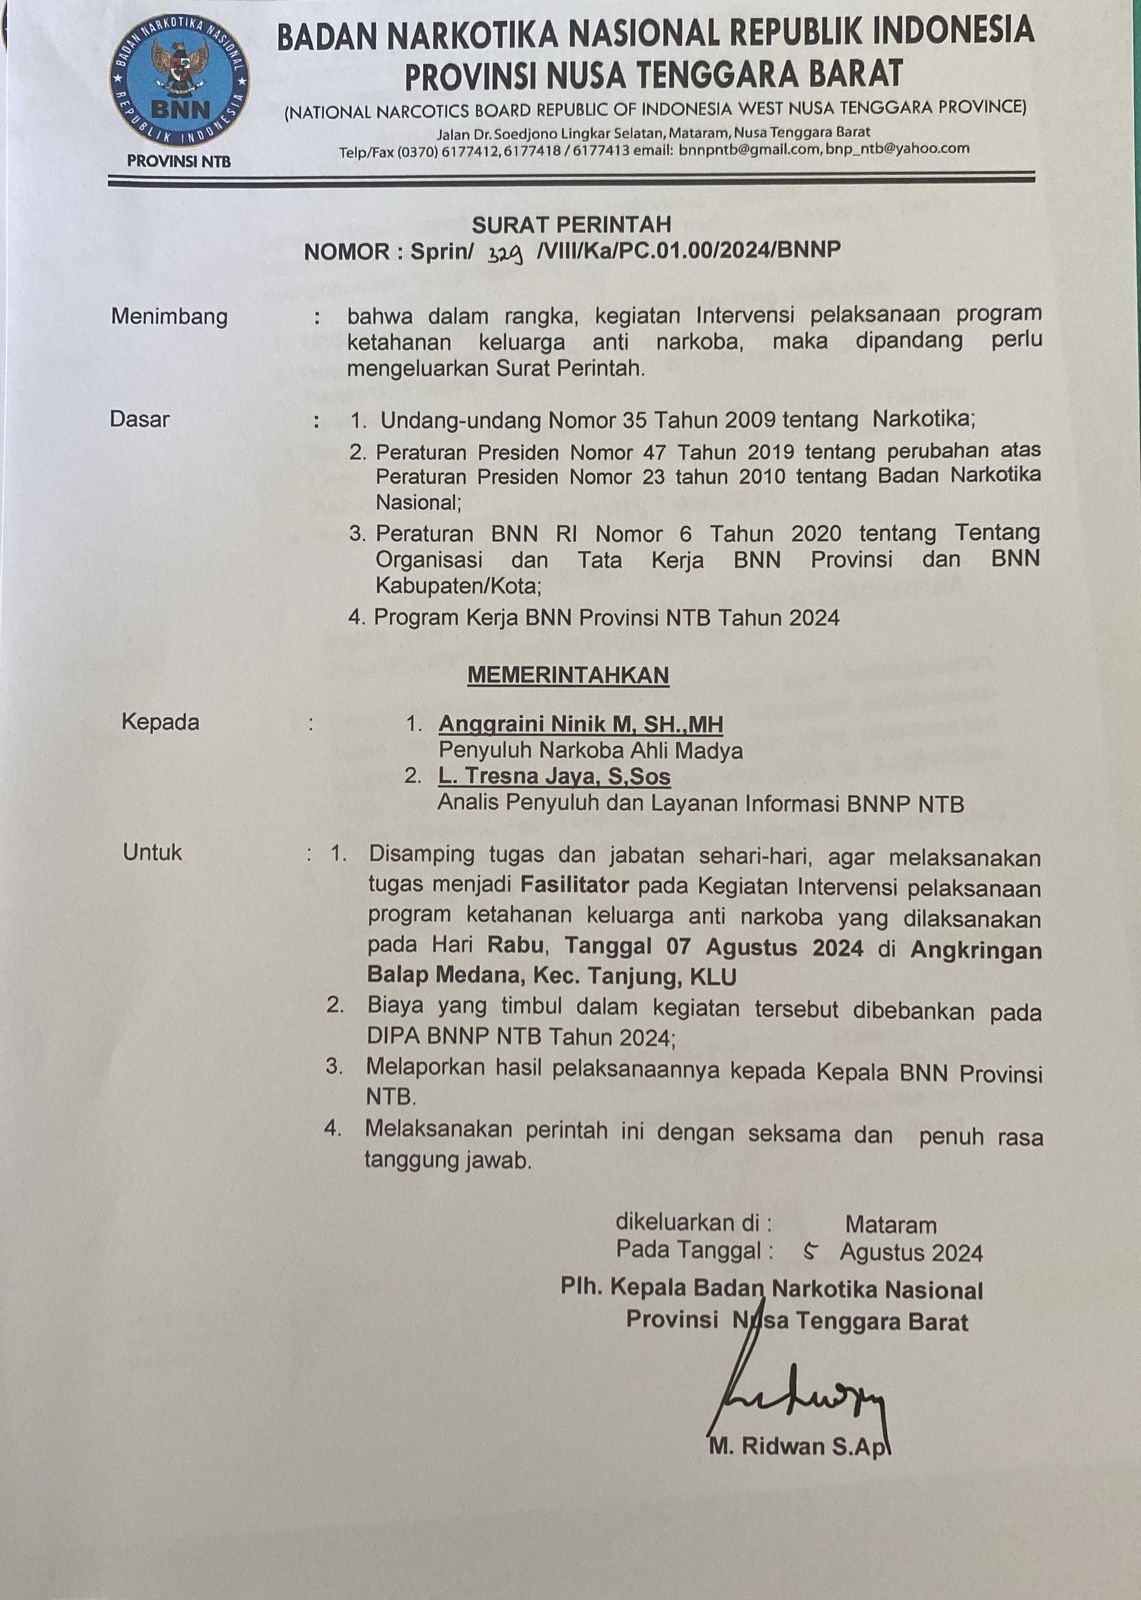 BADAN NARKOTIKA NASIONAL
REPUBLIK INDONESIA
BNN
PROVINSI NTB
BADAN NARKOTIKA NASIONAL REPUBLIK INDONESIA
PROVINSI NUSA TENGGARA BARAT
(NATIONAL NARCOTICS BOARD REPUBLIC OF INDONESIA WEST NUSA TENGGARA PROVINCE)
Jalan Dr. Soedjono Lingkar Selatan, Mataram, Nusa Tenggara Barat
Telp/Fax (0370) 6177412, 6177418 / 6177413 email: bnnpntb@gmail.com, bnp_ntb@yahoo.com
SURAT PERINTAH
NOMOR : Sprin/ 329 /VIII/Ka/PC.01.00/2024/BNNP
Menimbang : bahwa dalam rangka, kegiatan Intervensi pelaksanaan program
ketahanan keluarga anti narkoba, maka dipandang perlu
mengeluarkan Surat Perintah.
Dasar : 1. Undang-undang Nomor 35 Tahun 2009 tentang Narkotika;
2. Peraturan Presiden Nomor 47 Tahun 2019 tentang perubahan atas
Peraturan Presiden Nomor 23 tahun 2010 tentang Badan Narkotika
Nasional;
3. Peraturan BNN RI Nomor 6 Tahun 2020 tentang Tentang
Organisasi dan Tata Kerja BNN Provinsi dan BNN
Kabupaten/Kota;
4. Program Kerja BNN Provinsi NTB Tahun 2024
MEMERINTAHKAN
Kepada : 1. Anggraini Ninik M, SH.,MH
Penyuluh Narkoba Ahli Madya
2. L. Tresna Jaya, S,Sos
Analis Penyuluh dan Layanan Informasi BNNP NTB
Untuk : 1. Disamping tugas dan jabatan sehari-hari, agar melaksanakan
tugas menjadi Fasilitator pada Kegiatan Intervensi pelaksanaan
program ketahanan keluarga anti narkoba yang dilaksanakan
pada Hari Rabu, Tanggal 07 Agustus 2024 di Angkringan
Balap Medana, Kec. Tanjung, KLU
2. Biaya yang timbul dalam kegiatan tersebut dibebankan pada
DIPA BNNP NTB Tahun 2024;
3. Melaporkan hasil pelaksanaannya kepada Kepala BNN Provinsi
NTB.
4. Melaksanakan perintah ini dengan seksama dan penuh rasa
tanggung jawab.
dikeluarkan di : Mataram
Pada Tanggal : 5 Agustus 2024
Plh. Kepala Badan Narkotika Nasional
Provinsi Nusa Tenggara Barat
M. Ridwan S.Ap